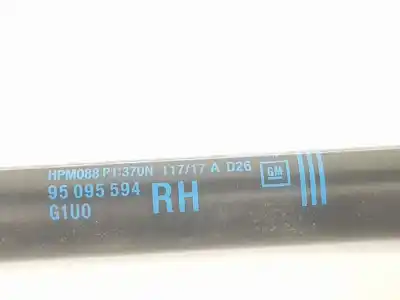 HPM088 P1:370N 117/17 A D26
GM
95 095 594 RH
G1U0